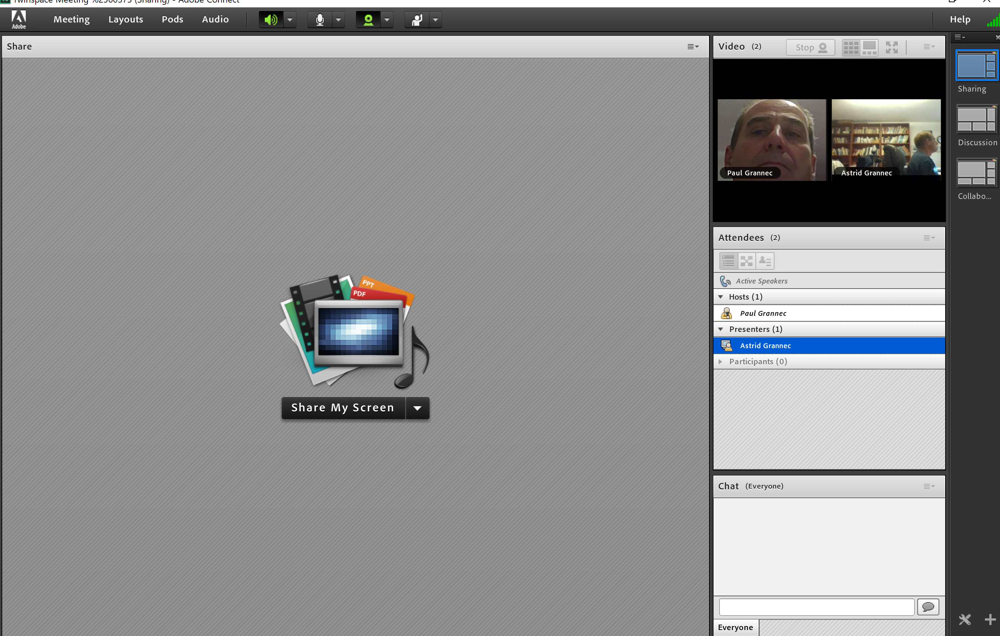 Twinspace Meeting %2560575 (Sharing) - Adobe Connect
Adobe
Meeting Layouts Pods Audio Help
Share
PPT
PDF
Share My Screen
Video (2) Stop
Paul Grannec Astrid Grannec
Attendees (2)
Active Speakers
Hosts (1)
Paul Grannec
Presenters (1)
Astrid Grannec
Participants (0)
Chat (Everyone)
Everyone
Sharing
Discussion
Collabo...